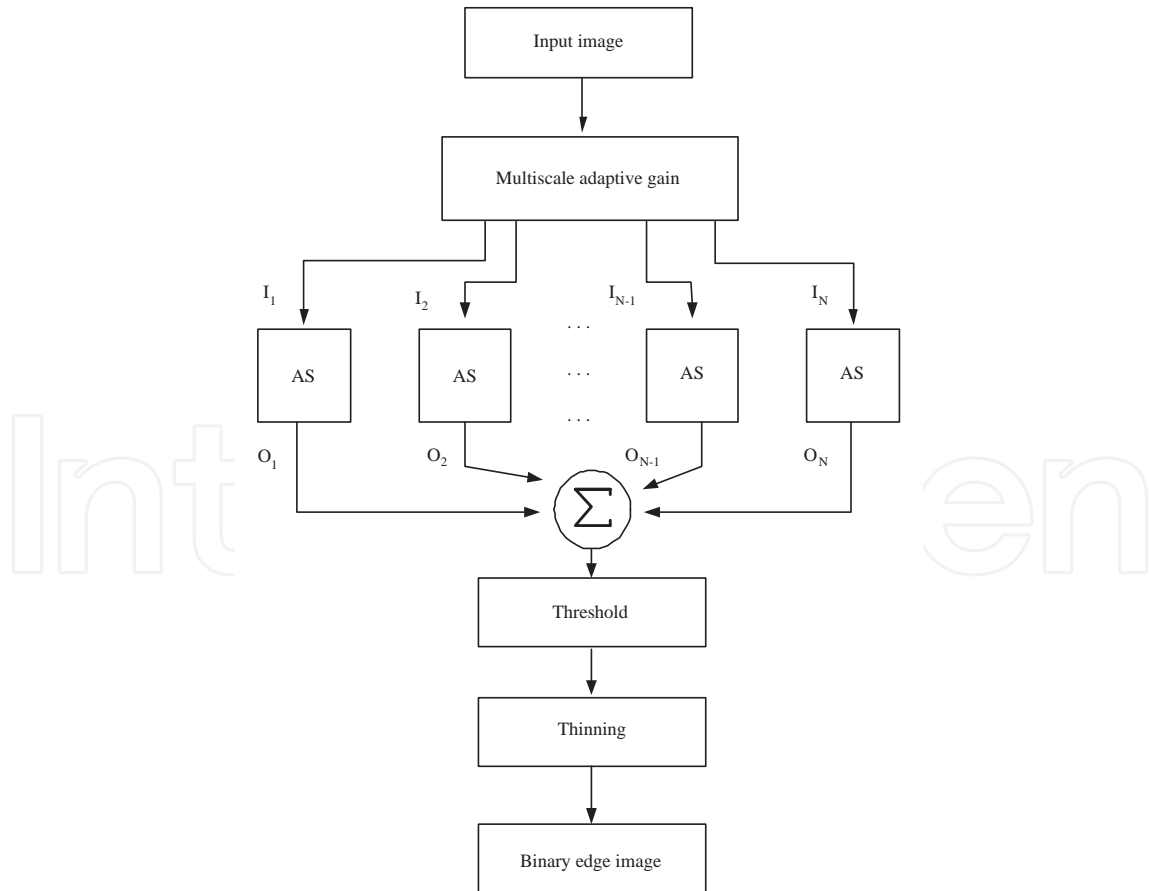 Input image
Multiscale adaptive gain
I1 I2 IN-1 IN
. . .
AS AS . . . AS AS
. . .
O1 O2 ON-1 ON
Σ
Threshold
Thinning
Binary edge image